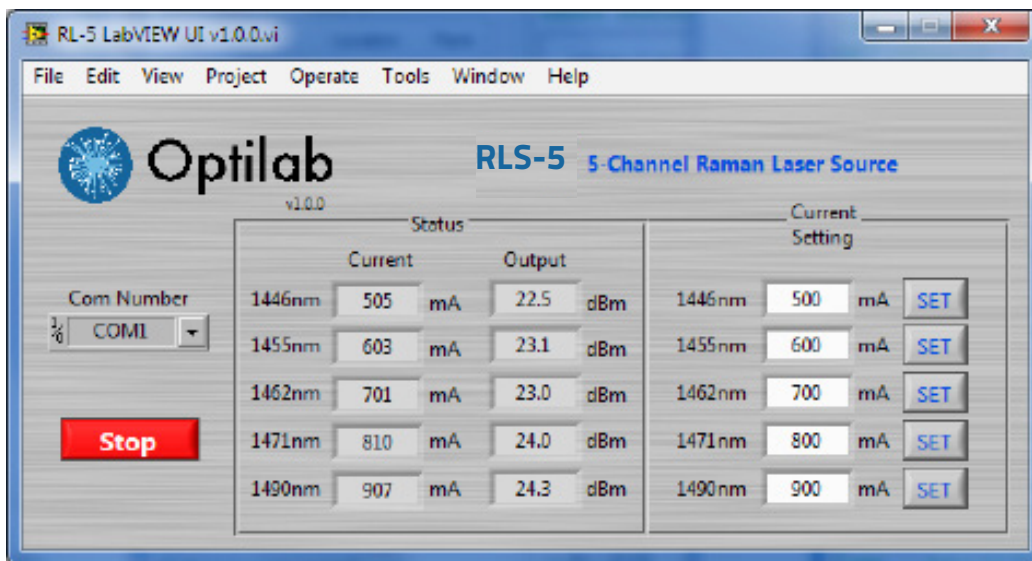 RL-5 LabVIEW UI v1.0.0.vi
File Edit View Project Operate Tools Window Help
Optilab
v1.0.0
RLS-5 5-Channel Raman Laser Source
Status
Current Output
Current
Setting
Com Number
COM1
Stop
1446nm 505 mA 22.5 dBm 1446nm 500 mA SET
1455nm 603 mA 23.1 dBm 1455nm 600 mA SET
1462nm 701 mA 23.0 dBm 1462nm 700 mA SET
1471nm 810 mA 24.0 dBm 1471nm 800 mA SET
1490nm 907 mA 24.3 dBm 1490nm 900 mA SET